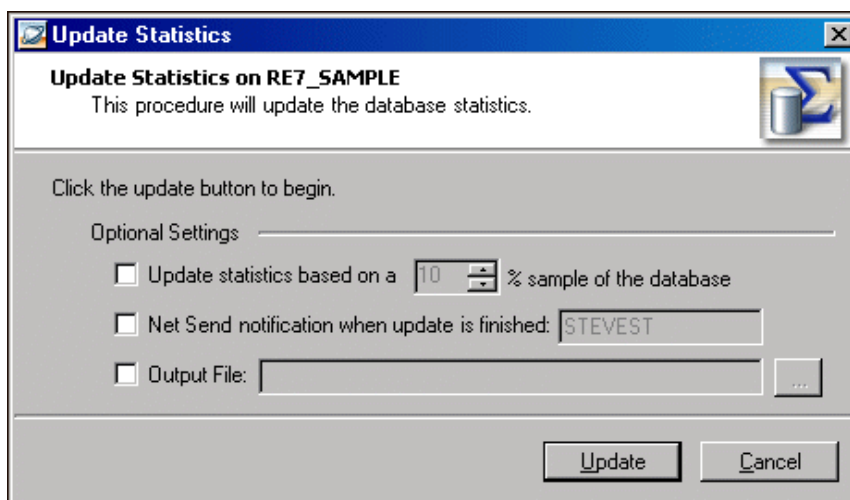 Update Statistics
Update Statistics on RE7_SAMPLE
This procedure will update the database statistics.
Click the update button to begin.
Optional Settings
Update statistics based on a 10 % sample of the database
Net Send notification when update is finished: STEVEST
Output File: ...
Update Cancel